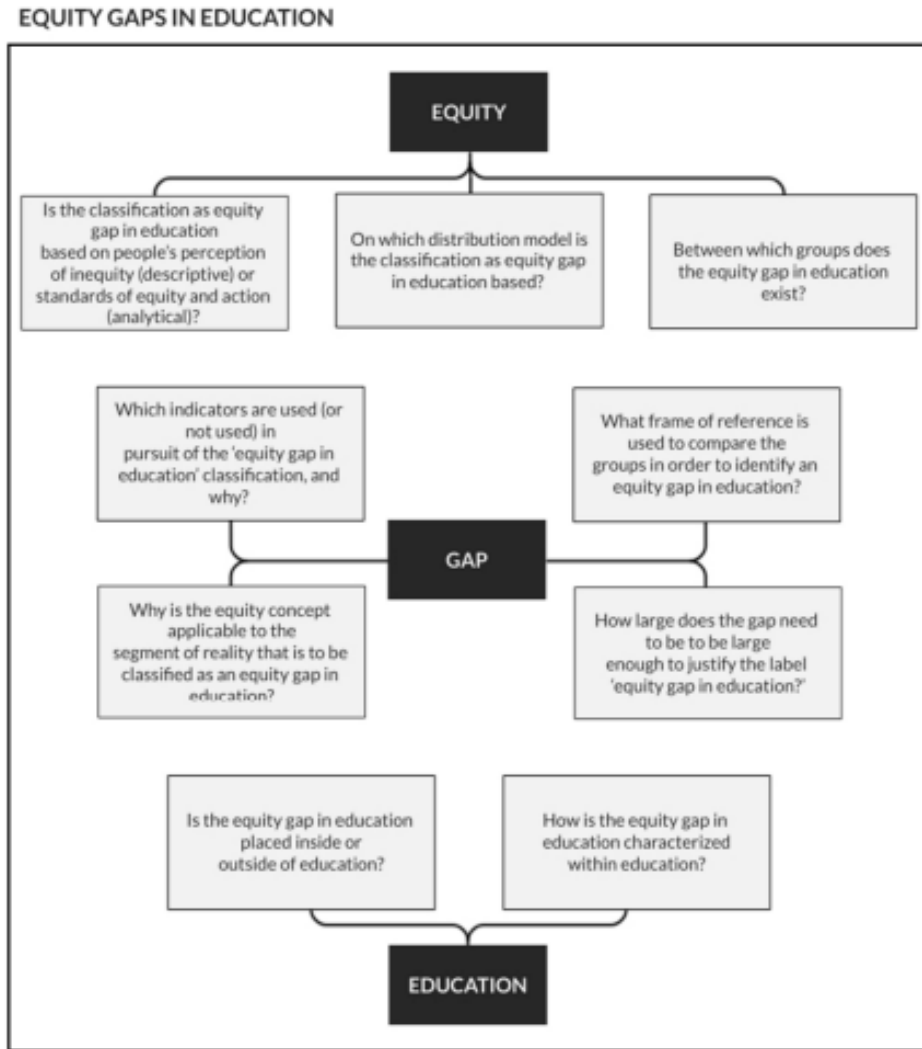 EQUITY GAPS IN EDUCATION
EQUITY
Is the classification as equity
gap in education
based on people's perception
of inequity (descriptive) or
standards of equity and action
(analytical)?
On which distribution model is
the classification as equity gap
in education based?
Between which groups does
the equity gap in education
exist?
Which indicators are used (or
not used) in
pursuit of the 'equity gap in
education' classification, and
why?
What frame of reference is
used to compare the
groups in order to identify an
equity gap in education?
GAP
Why is the equity concept
applicable to the
segment of reality that is to be
classified as an equity gap in
education?
How large does the gap need
to be to be large
enough to justify the label
'equity gap in education?'
Is the equity gap in education
placed inside or
outside of education?
How is the equity gap in
education characterized
within education?
EDUCATION